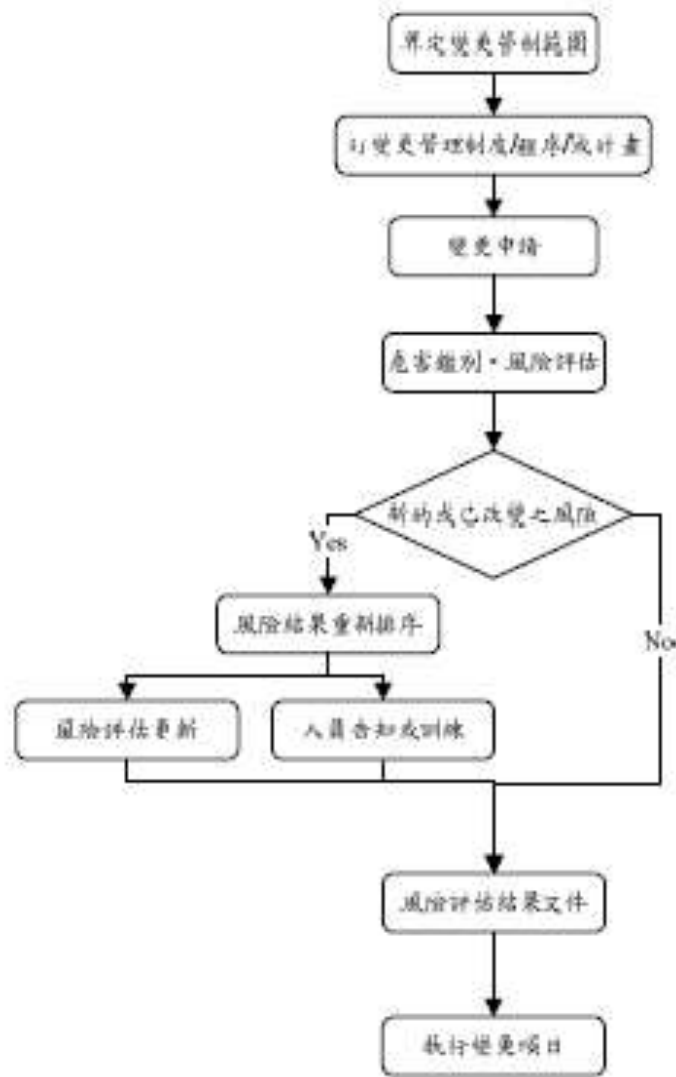 界定變更管制範圍
訂變更管理制度/程序/或計畫
變更申請
危害鑑別、風險評估
新的或已改變之風險
Yes
No
風險結果重新排序
風險評估更新
人員告知或訓練
風險評估結果文件
執行變更項目